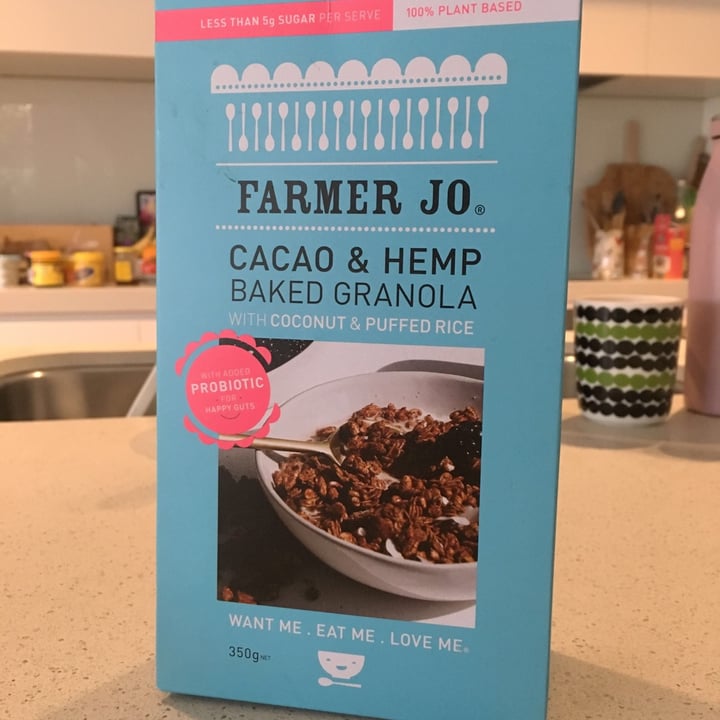 LESS THAN 5g SUGAR PER SERVE
100% PLANT BASED
FARMER JO®
CACAO & HEMP
BAKED GRANOLA
WITH COCONUT & PUFFED RICE
WITH ADDED
PROBIOTIC
FOR
HAPPY GUTS
WANT ME . EAT ME . LOVE ME®
350g NET